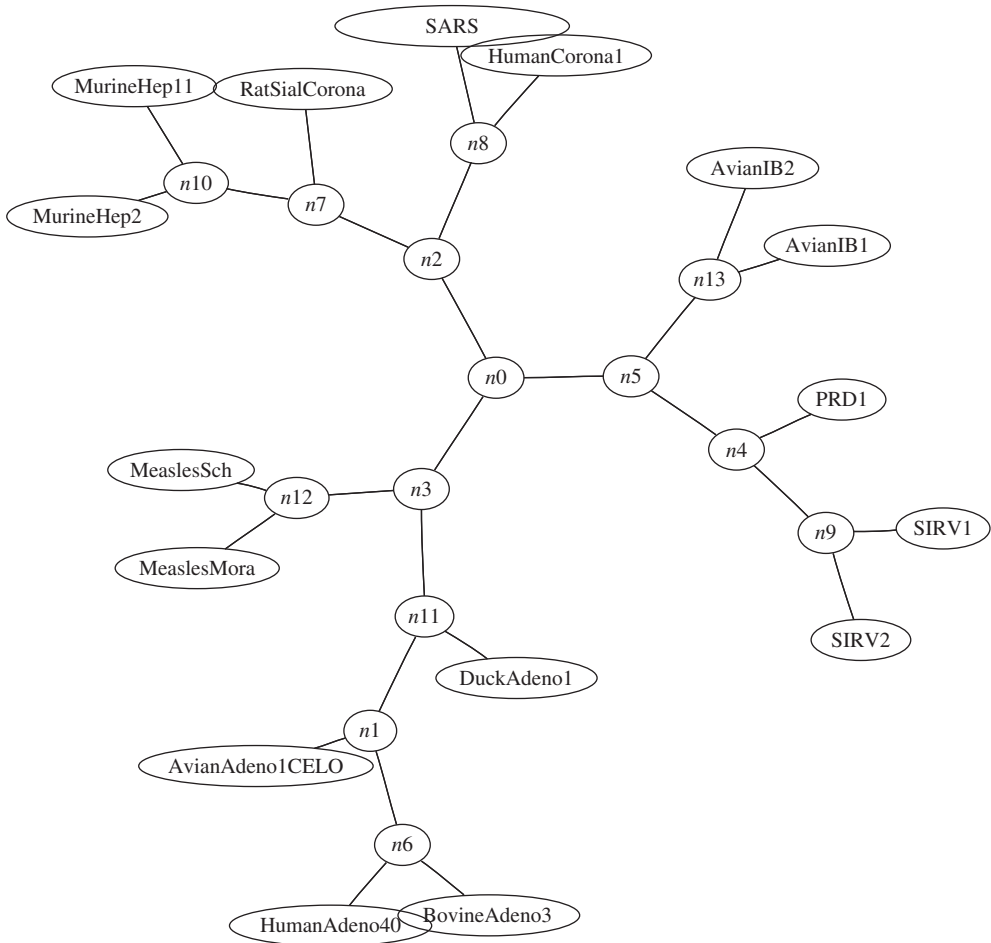 SARS
HumanCorona1
MurineHep11
RatSialCorona
n8
AvianIB2
n10
n7
MurineHep2
AvianIB1
n2
n13
n0
n5
PRD1
n4
MeaslesSch
n12
n3
n9
SIRV1
MeaslesMora
n11
SIRV2
DuckAdeno1
n1
AvianAdeno1CELO
n6
HumanAdeno40
BovineAdeno3